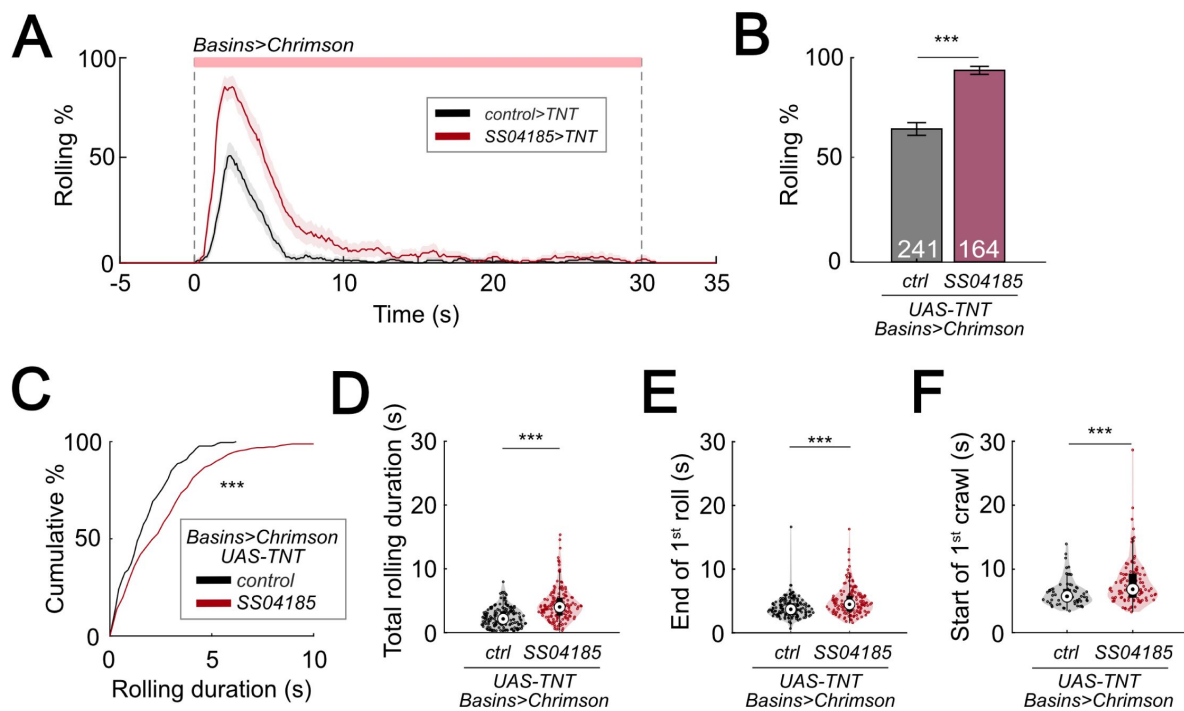 A
Basins>Chrimson
100
50
0
Rolling %
control>TNT
SS04185>TNT
-5 0 10 20 30 35
Time (s)
B
***
100
50
0
Rolling %
241 164
ctrl SS04185
UAS-TNT
Basins>Chrimson
C
100
50
0
Cumulative %
***
Basins>Chrimson
UAS-TNT
control
SS04185
0 5 10
Rolling duration (s)
D
30
20
10
0
Total rolling duration (s)
***
ctrl SS04185
UAS-TNT
Basins>Chrimson
E
30
20
10
0
End of 1st roll (s)
***
ctrl SS04185
UAS-TNT
Basins>Chrimson
F
30
20
10
0
Start of 1st crawl (s)
***
ctrl SS04185
UAS-TNT
Basins>Chrimson